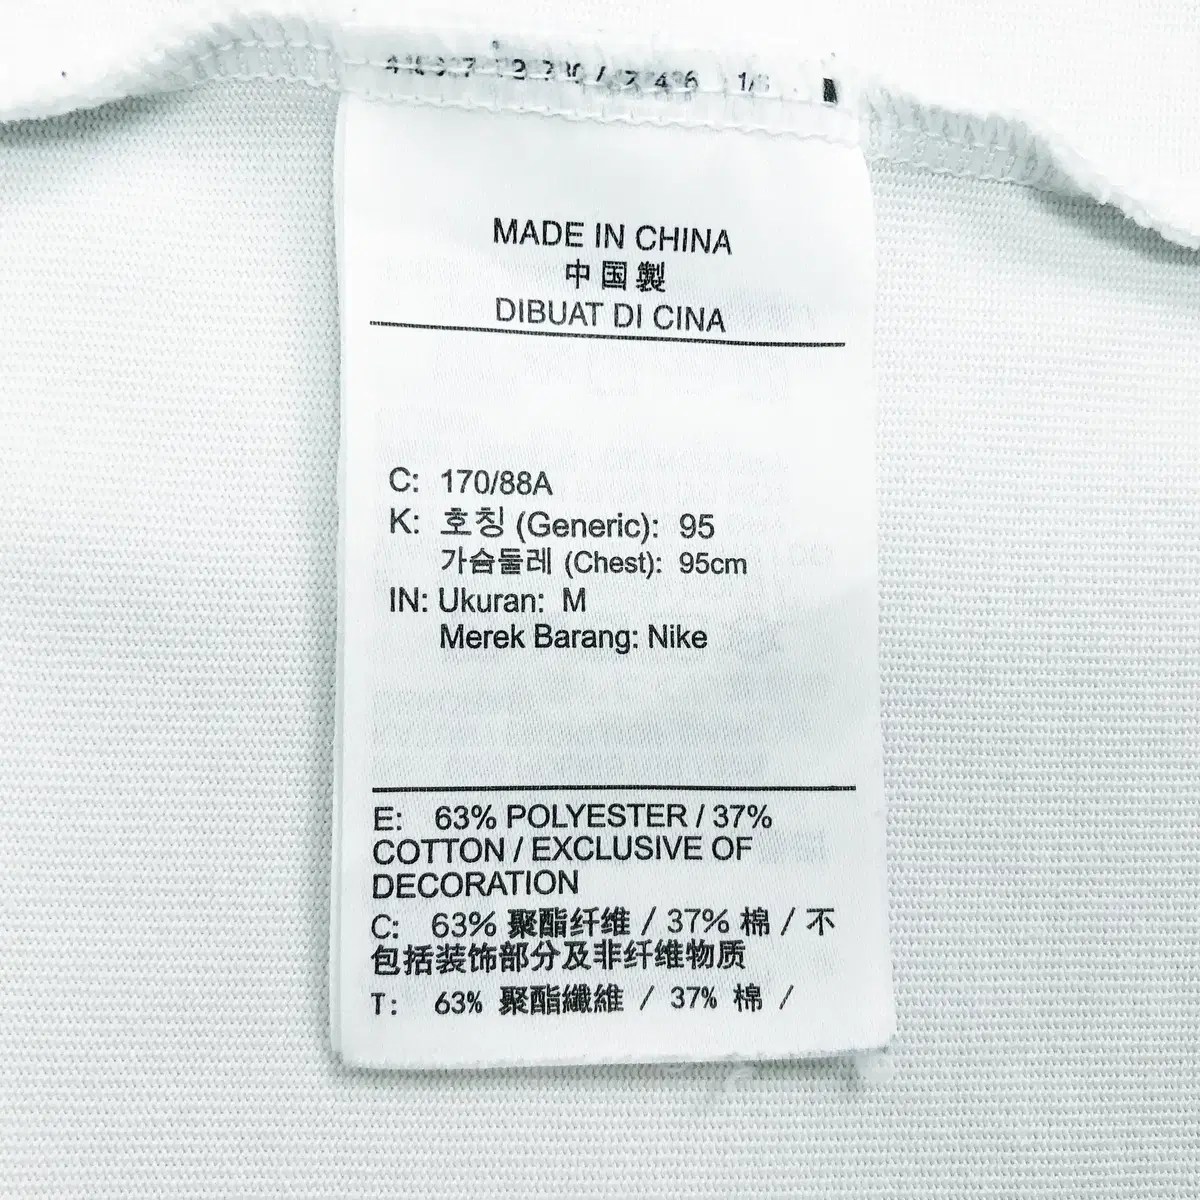 MADE IN CHINA
中国製
DIBUAT DI CINA
C: 170/88A
K: 호칭 (Generic): 95
가슴둘레 (Chest): 95cm
IN: Ukuran: M
Merek Barang: Nike
E: 63% POLYESTER / 37%
COTTON / EXCLUSIVE OF
DECORATION
C: 63% 聚酯纤维 / 37% 棉 / 不
包括装饰部分及非纤维物质
T: 63% 聚酯纖維 / 37% 棉 /